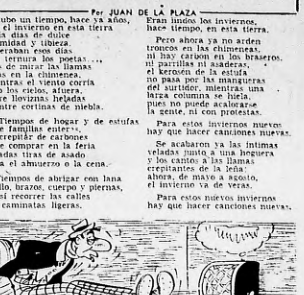 Por JUAN DE LA PLAZA
ubo un tiempo, hace ya años,
el invierno en esta tierra
días de dulce
midad y tibieza.
eraban esos días
ternura los poetas
de mirar las llamas
s en la chimenea,
ntras el viento corría
los cielos, afuera,
re lloviznas heladas
ntre cortinas de niebla.
Tiempos de hogar y de estufas
e familias enteras,
crepitar de carbones
e comprar en la feria
adas tiras de asado
a el almuerzo o la cena.
iempos de abrigar con lana
llo, brazos, cuerpo y piernas,
sí recorrer las calles
caminatas ligeras.
Eran lindos los inviernos,
hace tiempo, en esta tierra.
Pero ahora ya no arden
troncos en las chimeneas,
ni hay carbón en los braseros,
ni parrillas ni asaderas,
el kerosén de la estufa
no pasa por las mangueras
del surtidor, mientras una
larga columna se hiela,
pues no puede acalorarse
la gente, ni con protestas.
Para estos inviernos nuevos
hay que hacer canciones nuevas.
Se acabaron ya las íntimas
veladas junto a una hoguera
y los cantos a las llamas
crepitantes de la leña:
ahora, de mayo a agosto,
el invierno va de veras.
Para estos nuevos inviernos
hay que hacer canciones nuevas.